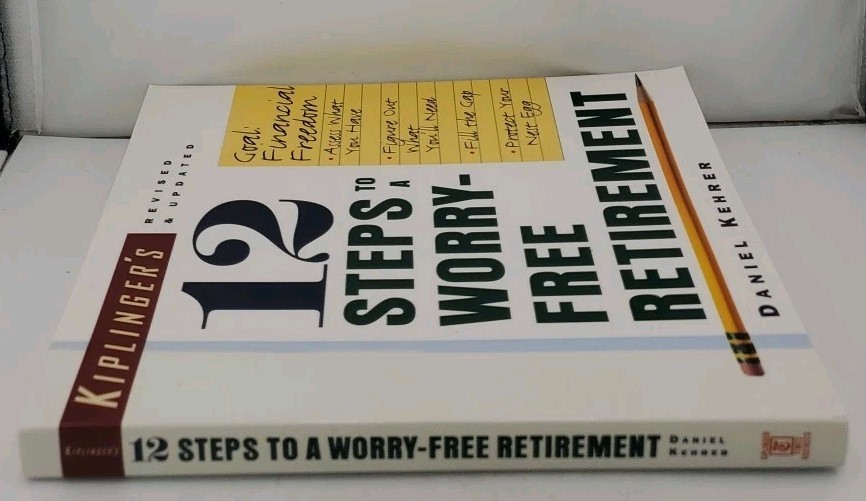 KIPLINGER'S
REVISED
& UPDATED
12
STEPS TO
A
WORRY-
FREE
RETIREMENT
Goal:
Financial
Freedom
• Assess What
You Have
• Figure Out
What
You'll Need
• Fill the Gap
• Protect Your
Nest Egg
DANIEL KEHRER
12 STEPS TO A WORRY-FREE RETIREMENT
DANIEL
KEHRER